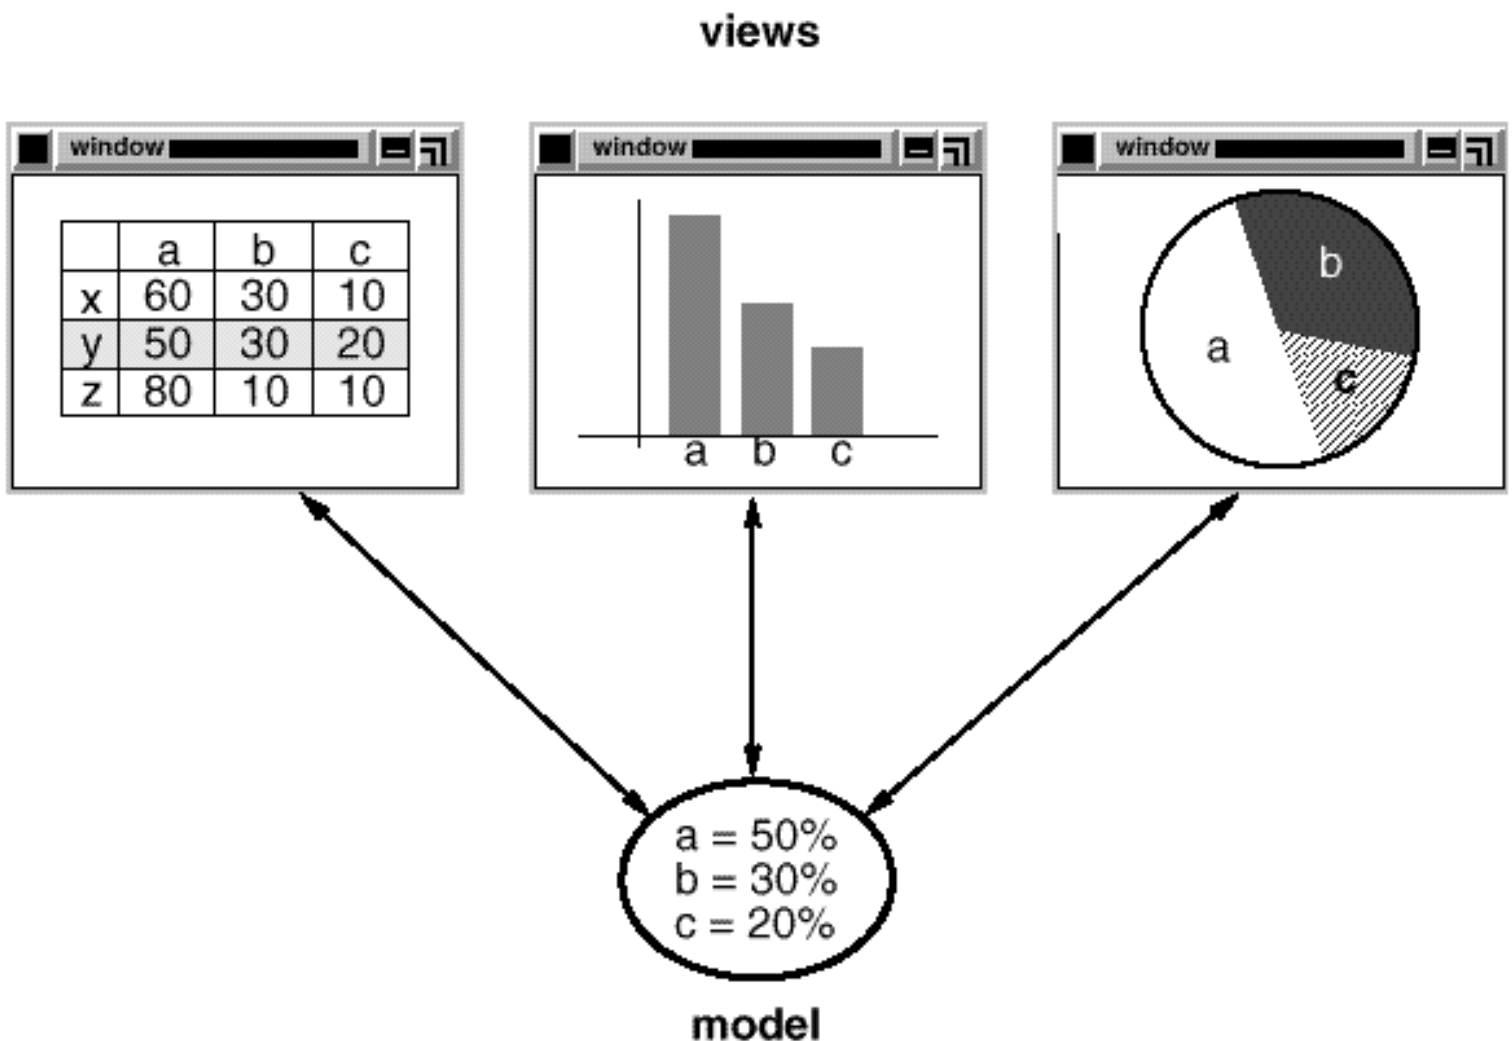 views
window
a b c
x 60 30 10
y 50 30 20
z 80 10 10
window
a b c
window
b
a
c
a = 50%
b = 30%
c = 20%
model